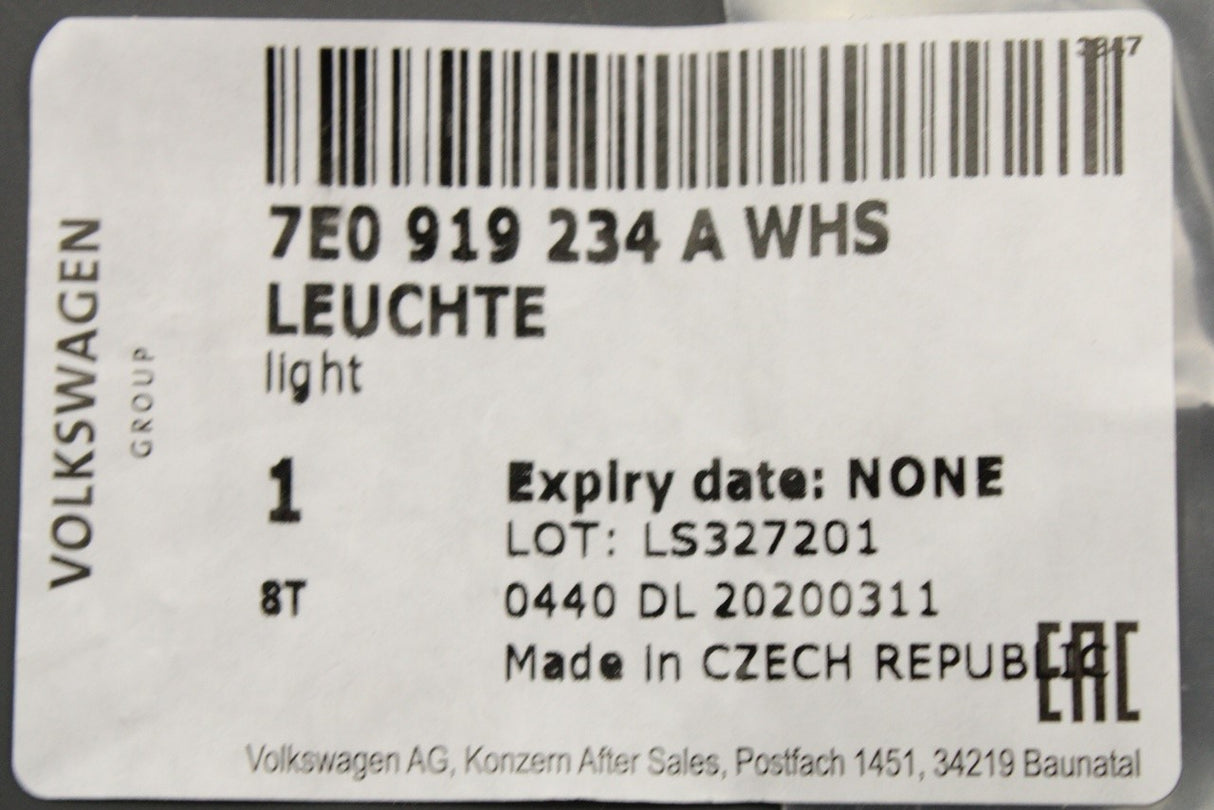 7E0 919 234 A WHS
LEUCHTE
light
VOLKSWAGEN
GROUP
1
Expiry date: NONE
LOT: LS327201
8T
0440 DL 20200311
Made in CZECH REPUBLIC
EAC
Volkswagen AG, Konzern After Sales, Postfach 1451, 34219 Baunatal